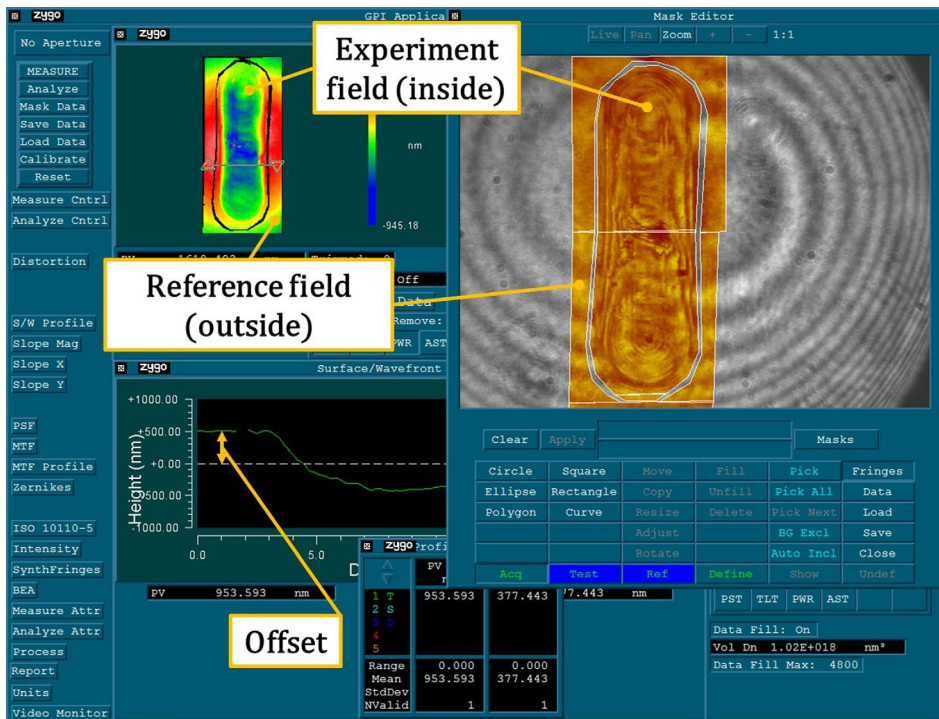 zygo
GPI Applica
zygo
Mask Editor
No Aperture
zygo
Live Pan Zoom + - 1:1
MEASURE
Analyze
Mask Data
Save Data
Load Data
Calibrate
Reset
Measure Cntrl
Analyze Cntrl
Distortion
S/W Profile
Slope Mag
Slope X
Slope Y
PSF
MTF
MTF Profile
Zernikes
ISO 10110-5
Intensity
SynthFringes
BEA
Measure Attr
Analyze Attr
Process
Report
Units
Video Monitor
Experiment
field (inside)
nm
-945.18
Off
Data
Remove:
PWR AST
Reference field
(outside)
zygo
Surface/Wavefront
+1000.00
+500.00
+0.00
-500.00
-1000.00
Height (nm)
0.0 5.0
D
Offset
PV 953.593 nm
77.443 nm
zygo Profi
PV
1 T 953.593 377.443
2 S
3 D
4
5
Range 0.000 0.000
Mean 953.593 377.443
StdDev
NValid 1 1
Clear Apply Masks
Circle Square Move Fill Pick Fringes
Ellipse Rectangle Copy Unfill Pick All Data
Polygon Curve Resize Delete Pick Next Load
Adjust BG Excl Save
Rotate Auto Incl Close
Acq Test Ref Define Show Undef
PST TLT PWR AST
Data Fill: On
Vol Dn 1.02E+018 nm³
Data Fill Max: 4800